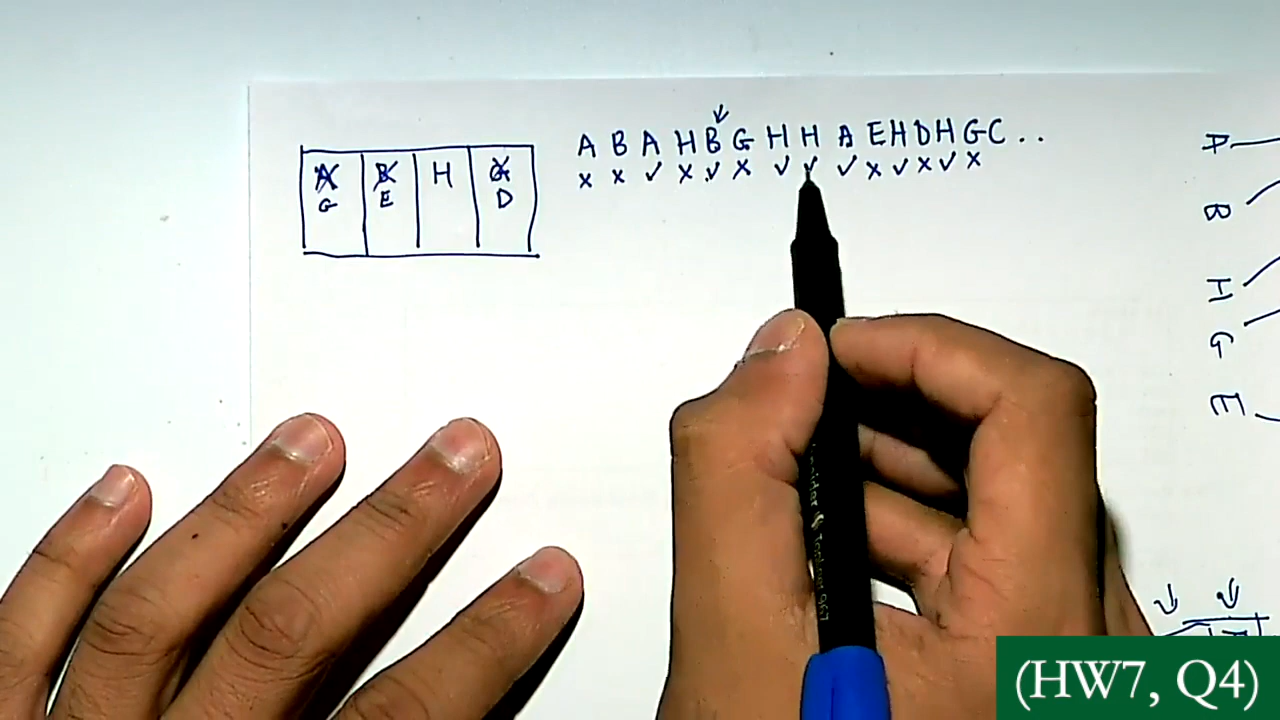 A B A H B G H H A E H D H G C ..
x x ✓ x ✓ x ✓ ✓ ✓ x ✓ x ✓ x
A B H G
G E D
A
B
H
G
E
(HW7, Q4)